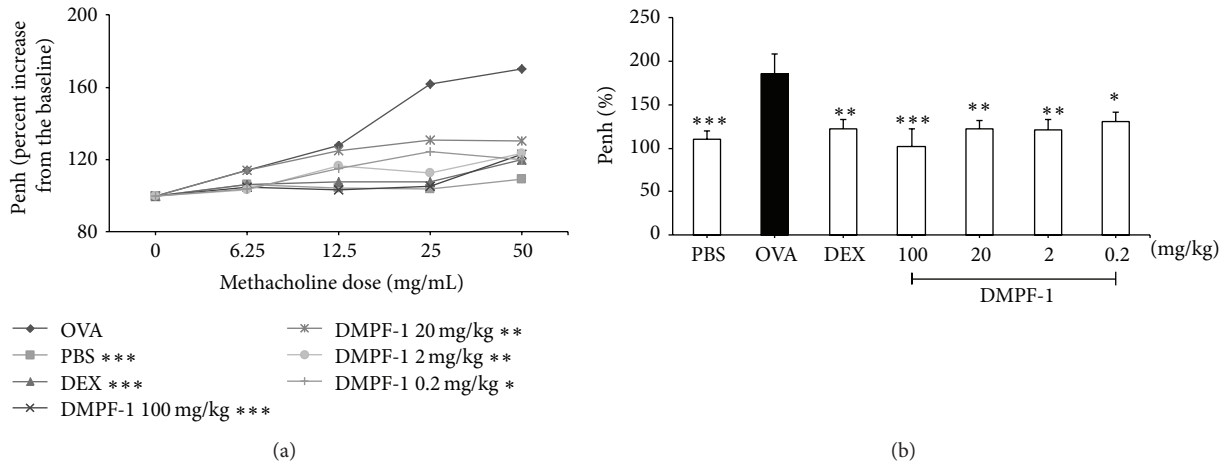 Penh (percent increase
from the baseline)
200
160
120
80
0 6.25 12.5 25 50
Methacholine dose (mg/mL)
OVA
PBS ***
DEX ***
DMPF-1 100 mg/kg ***
DMPF-1 20 mg/kg **
DMPF-1 2 mg/kg **
DMPF-1 0.2 mg/kg *
(a)
Penh (%)
250
200
150
100
50
0
*** ** *** ** ** *
PBS OVA DEX 100 20 2 0.2 (mg/kg)
DMPF-1
(b)